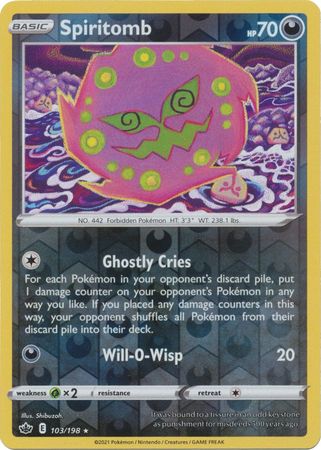 BASIC Spiritomb HP 70
NO. 442 Forbidden Pokémon HT: 3'3" WT: 238.1 lbs.
Ghostly Cries
For each Pokémon in your opponent's discard pile, put
1 damage counter on your opponent's Pokémon in
any way you like. If you placed any damage counters in this
way, your opponent shuffles all Pokémon from their
discard pile into their deck.
Will-O-Wisp 20
weakness ×2 resistance retreat
Illus. Shibuzoh.
103/198 ★
It was bound to a fissure in an odd keystone
as punishment for misdeeds 500 years ago.
©2021 Pokémon / Nintendo / Creatures / GAME FREAK